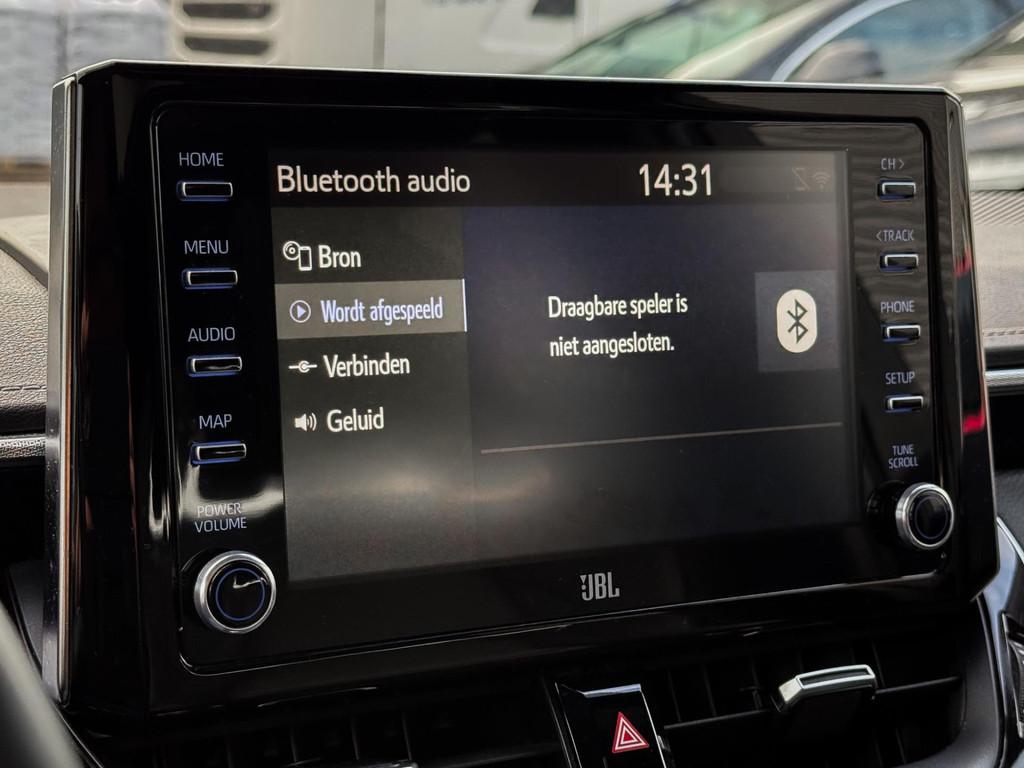 HOME
MENU
AUDIO
MAP
POWER
VOLUME
Bluetooth audio
14:31
Bron
Wordt afgespeeld
Verbinden
Geluid
Draagbare speler is
niet aangesloten.
CH >
< TRACK
PHONE
SETUP
TUNE
SCROLL
JBL